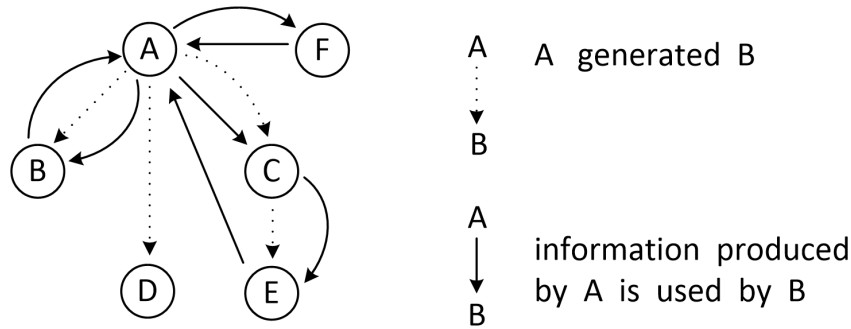 A
F
B
C
D
E
A
B
A generated B
A
B
information produced
by A is used by B